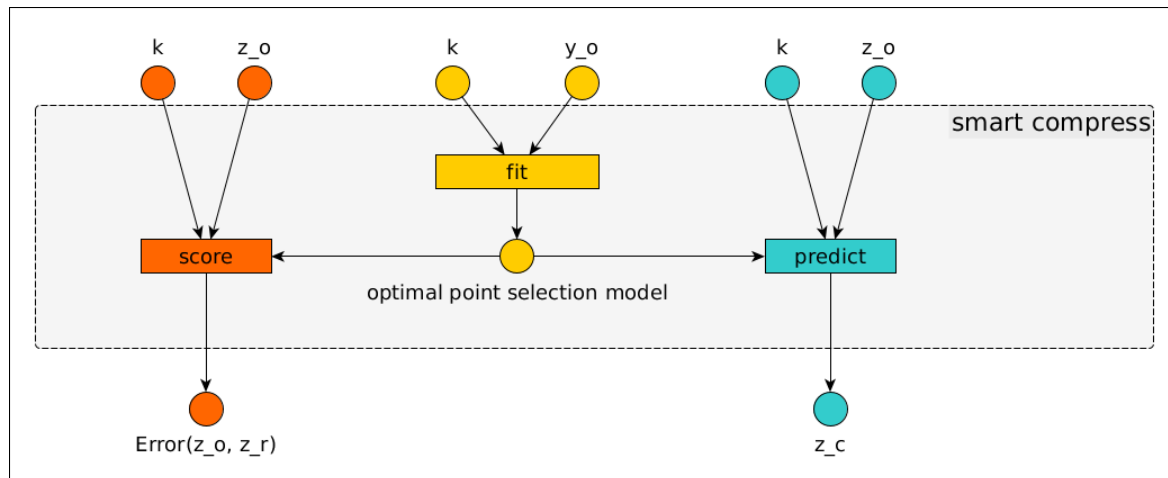 k z_o k y_o k z_o
smart compress
fit
score predict
optimal point selection model
Error(z_o, z_r) z_c